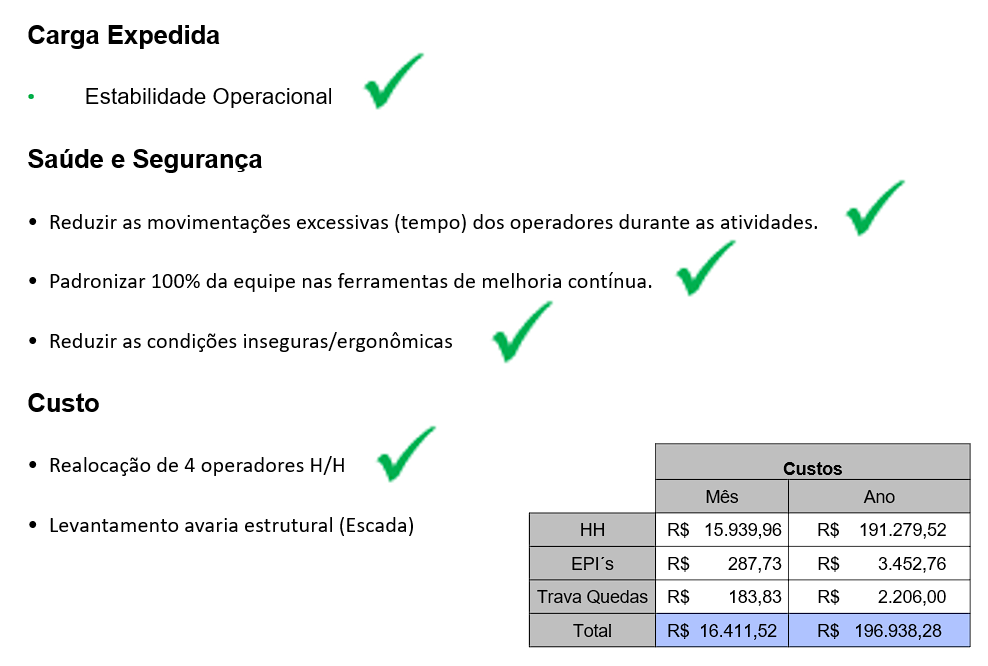 Carga Expedida
• Estabilidade Operacional
Saúde e Segurança
• Reduzir as movimentações excessivas (tempo) dos operadores durante as atividades.
• Padronizar 100% da equipe nas ferramentas de melhoria contínua.
• Reduzir as condições inseguras/ergonômicas
Custo
• Realocação de 4 operadores H/H
• Levantamento avaria estrutural (Escada)
Custos
Mês Ano
HH R$ 15.939,96 R$ 191.279,52
EPI´s R$ 287,73 R$ 3.452,76
Trava Quedas R$ 183,83 R$ 2.206,00
Total R$ 16.411,52 R$ 196.938,28